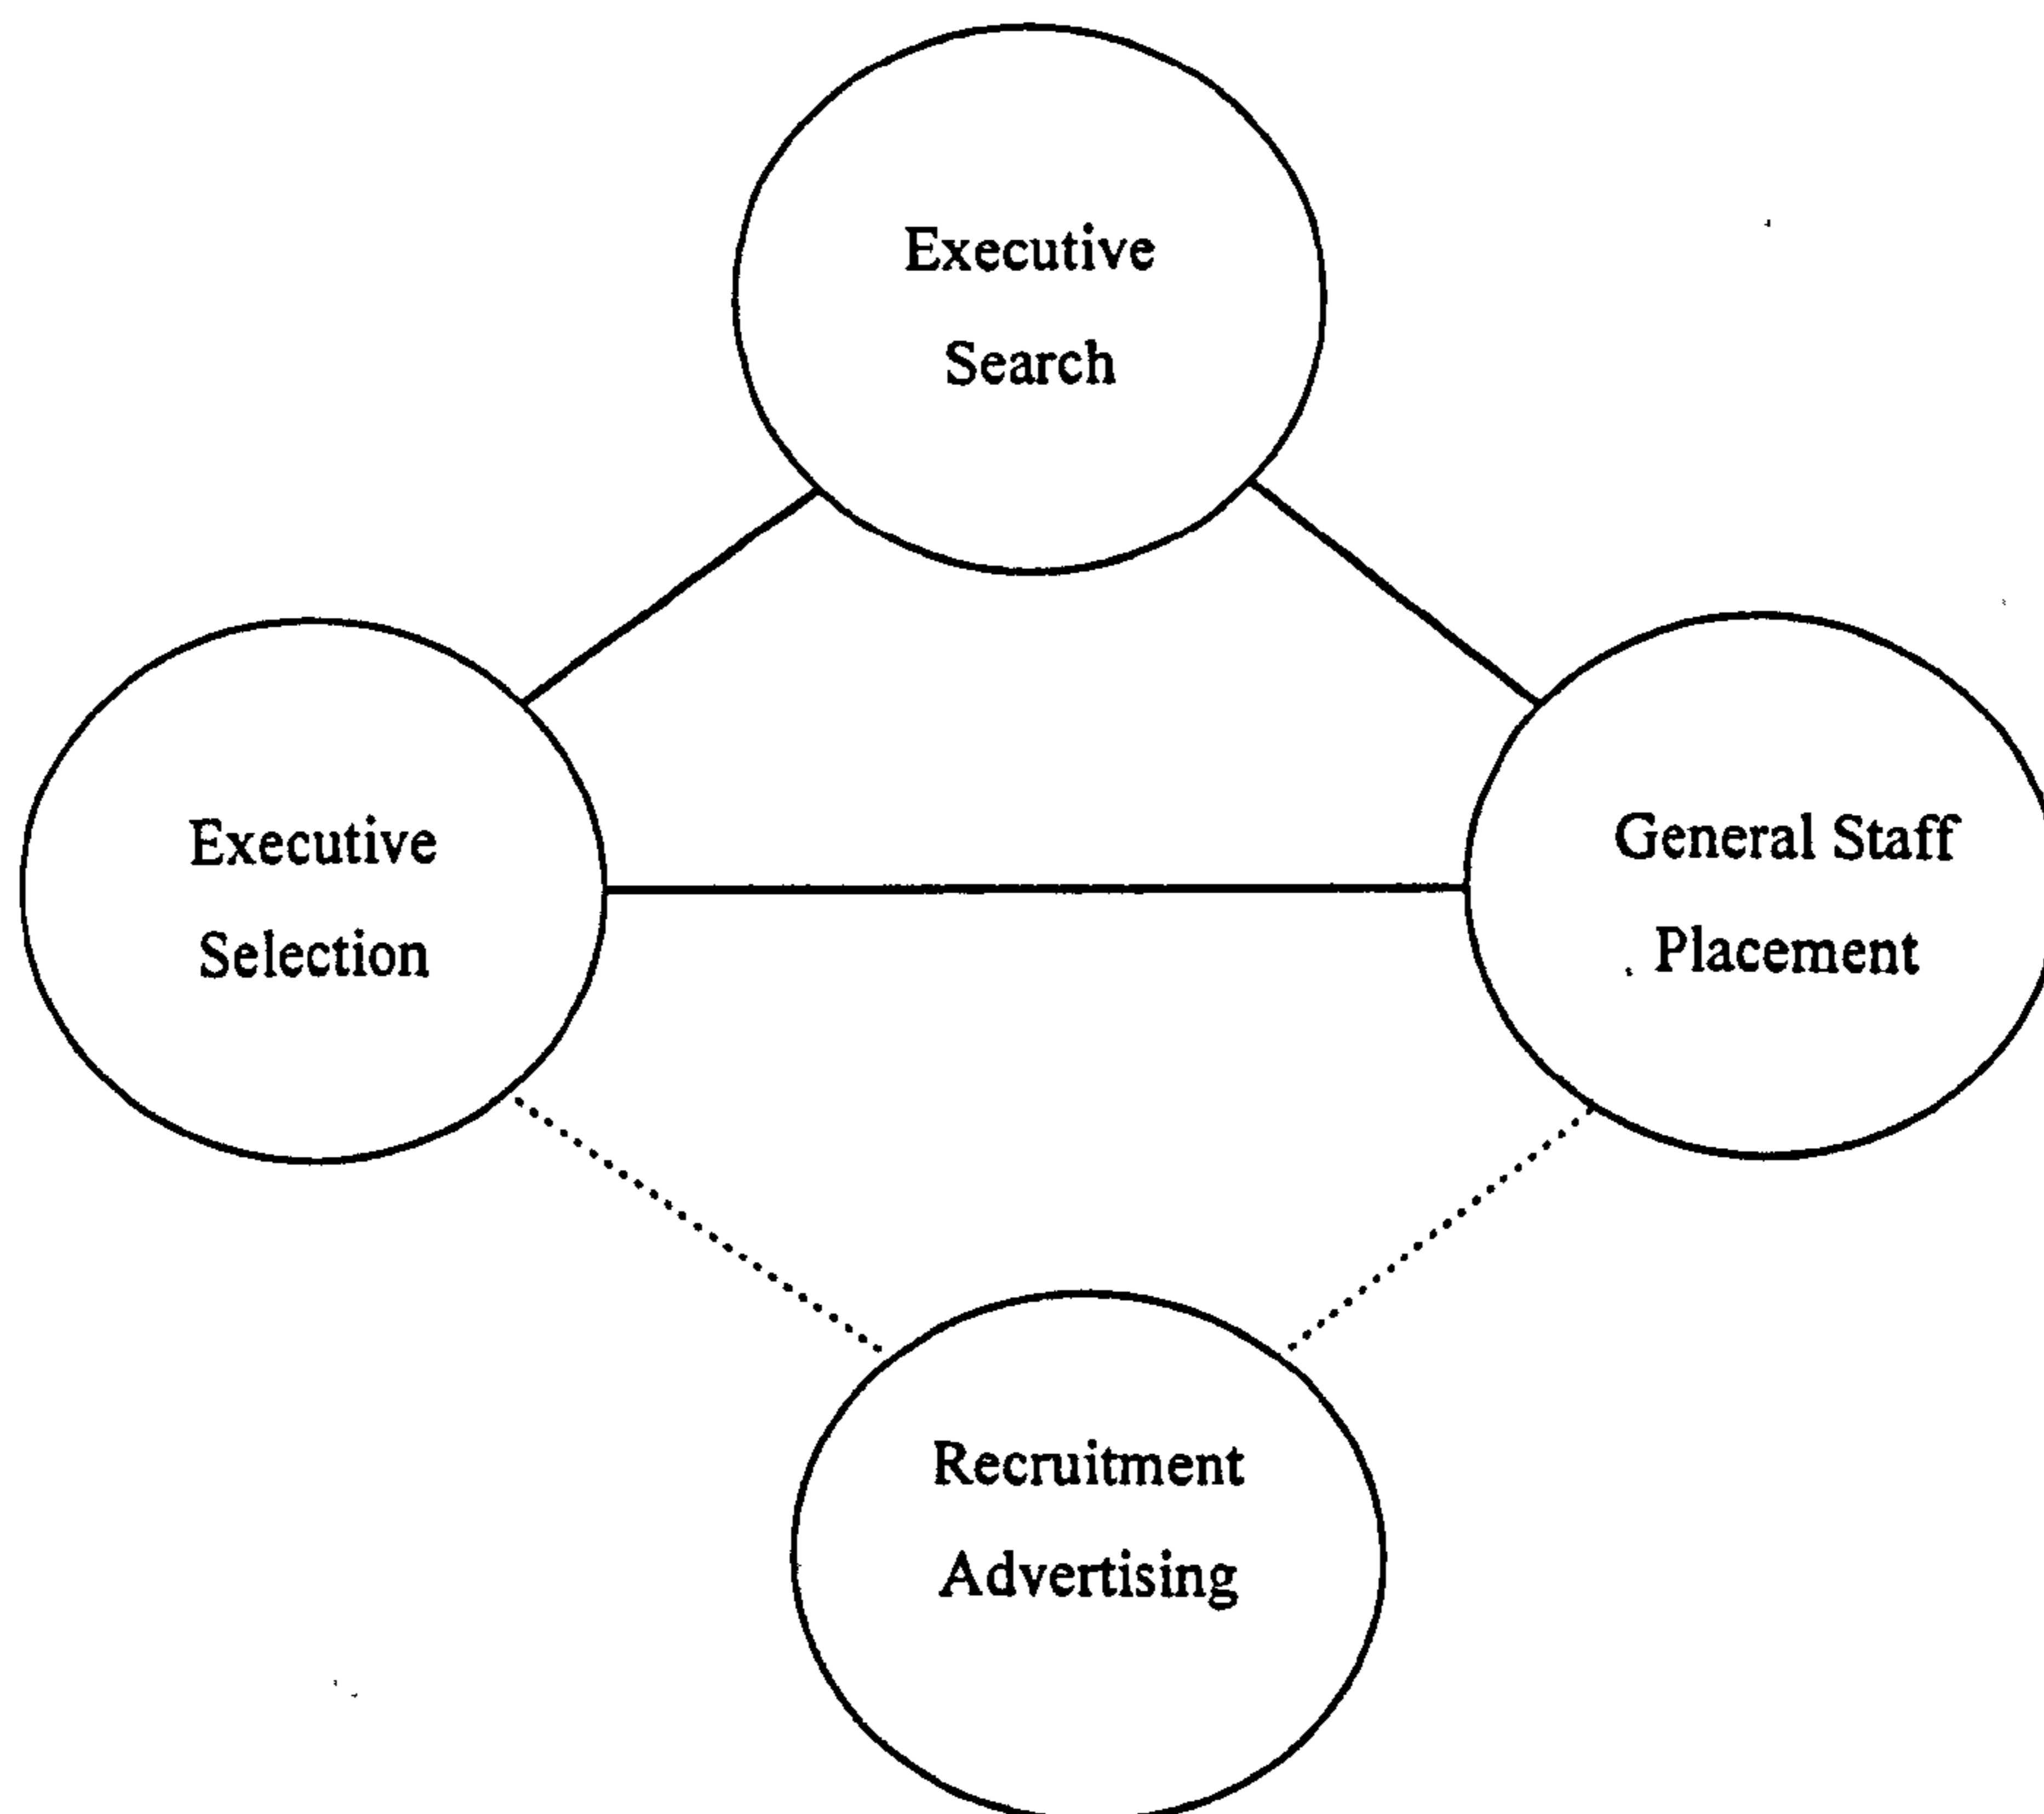 Executive
Search
Executive
Selection
General Staff
Placement
Recruitment
Advertising